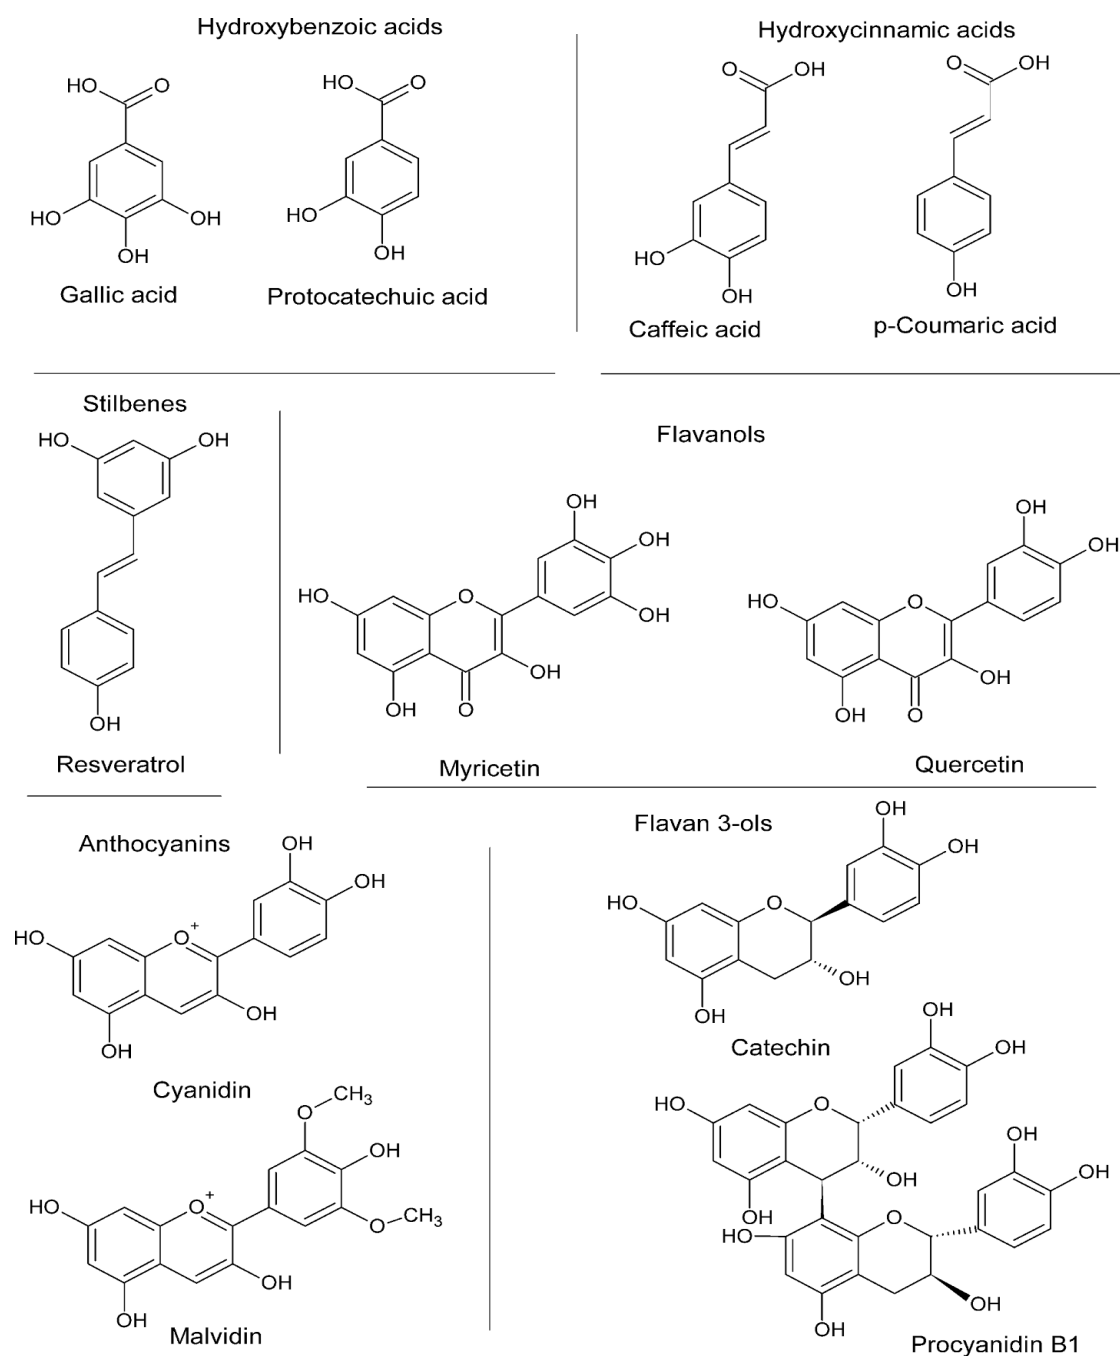 Hydroxybenzoic acids
HO
O
HO
OH
OH
Gallic acid
HO
O
HO
OH
Protocatechuic acid
Hydroxycinnamic acids
O
OH
HO
OH
Caffeic acid
O
OH
OH
p-Coumaric acid
Stilbenes
HO
OH
OH
Resveratrol
Flavanols
OH
OH
HO
O
OH
OH
OH
O
Myricetin
OH
OH
HO
O
OH
OH
O
Quercetin
Anthocyanins
OH
OH
HO
O+
OH
OH
Cyanidin
O
CH3
OH
HO
O+
O
CH3
OH
OH
Malvidin
Flavan 3-ols
OH
OH
HO
O
OH
OH
Catechin
OH
OH
HO
O
OH
OH
OH
OH
HO
O
OH
OH
Procyanidin B1